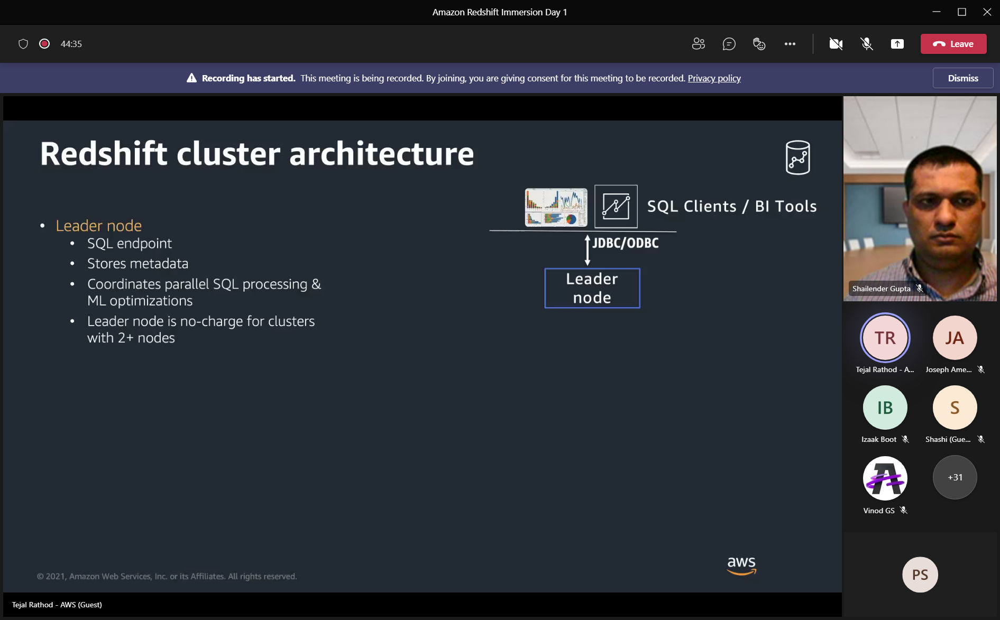 Amazon Redshift Immersion Day 1
44:35
Leave
Recording has started. This meeting is being recorded. By joining, you are giving consent for this meeting to be recorded. Privacy policy
Dismiss
Redshift cluster architecture
• Leader node
• SQL endpoint
• Stores metadata
• Coordinates parallel SQL processing &
ML optimizations
• Leader node is no-charge for clusters
with 2+ nodes
SQL Clients / BI Tools
JDBC/ODBC
Leader
node
© 2021, Amazon Web Services, Inc. or its Affiliates. All rights reserved.
aws
Tejal Rathod - AWS (Guest)
Shailender Gupta
TR
JA
Tejal Rathod - A...
Joseph Ame...
IB
S
Izaak Boot
Shashi (Gue...
A
+31
Vinod GS
PS